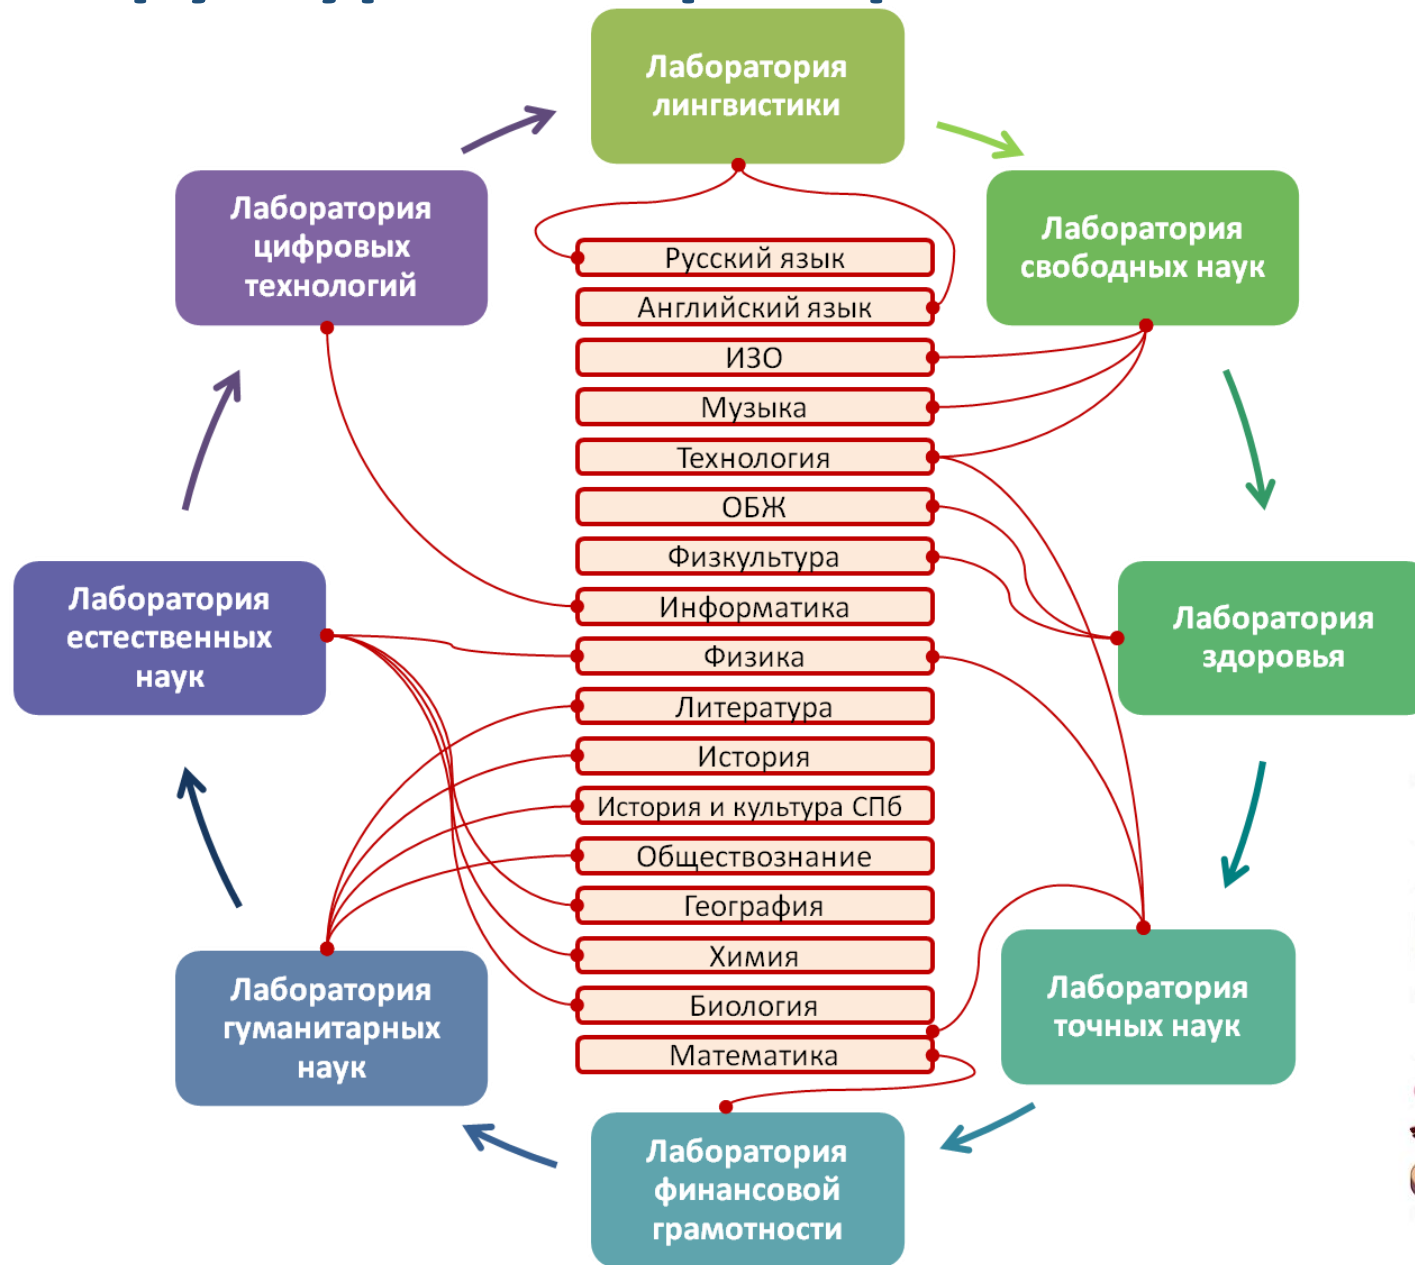 Лаборатория
лингвистики
Лаборатория
свободных наук
Лаборатория
здоровья
Лаборатория
точных наук
Лаборатория
финансовой
грамотности
Лаборатория
гуманитарных
наук
Лаборатория
естественных
наук
Лаборатория
цифровых
технологий
Русский язык
Английский язык
ИЗО
Музыка
Технология
ОБЖ
Физкультура
Информатика
Физика
Литература
История
История и культура СПб
Обществознание
География
Химия
Биология
Математика